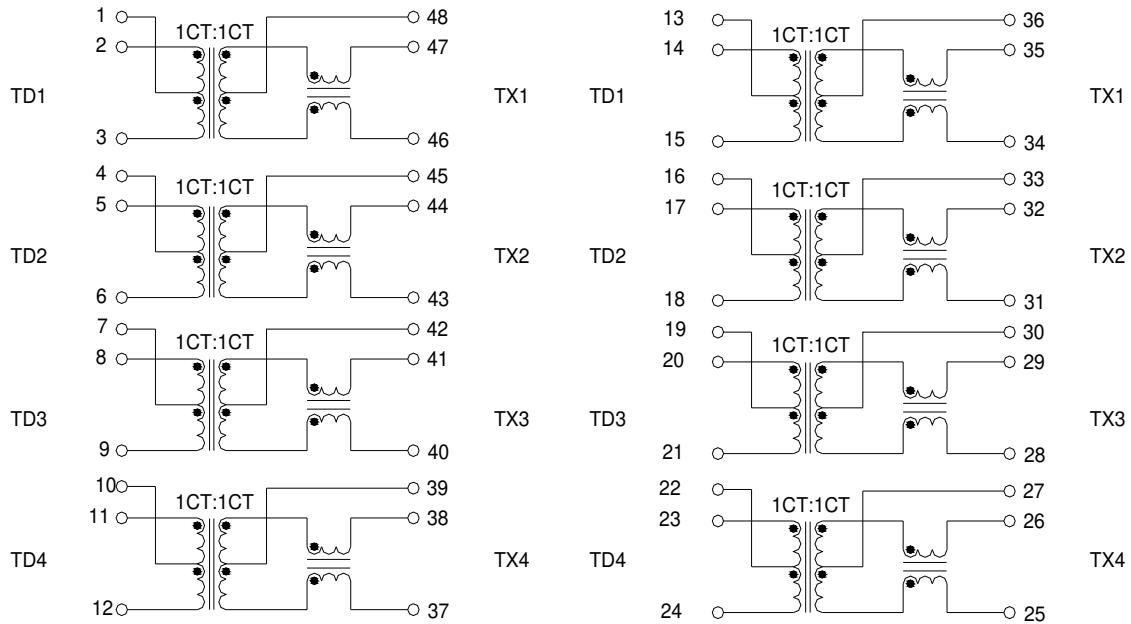 1 1CT:1CT 48
2 47
TD1 TX1
3 46
4 1CT:1CT 45
5 44
TD2 TX2
6 43
7 1CT:1CT 42
8 41
TD3 TX3
9 40
10 1CT:1CT 39
11 38
TD4 TX4
12 37
13 1CT:1CT 36
14 35
TD1 TX1
15 34
16 1CT:1CT 33
17 32
TD2 TX2
18 31
19 1CT:1CT 30
20 29
TD3 TX3
21 28
22 1CT:1CT 27
23 26
TD4 TX4
24 25